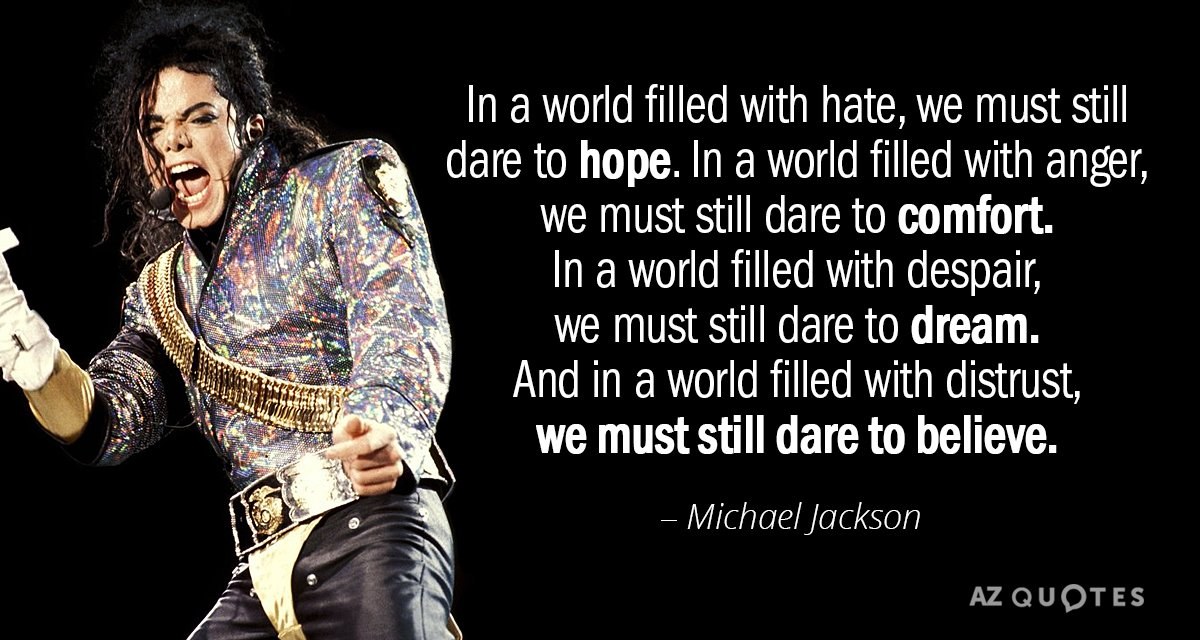 In a world filled with hate, we must still
dare to hope. In a world filled with anger,
we must still dare to comfort.
In a world filled with despair,
we must still dare to dream.
And in a world filled with distrust,
we must still dare to believe.
– Michael Jackson
AZ QUOTES